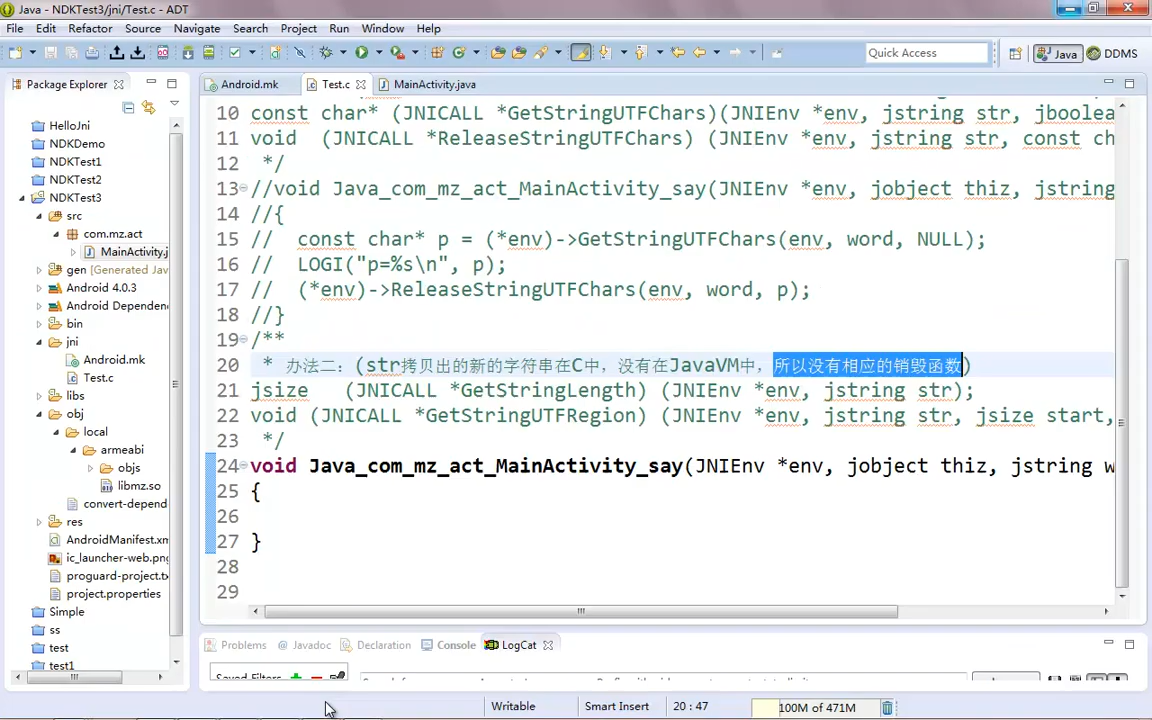 Java - NDKTest3/jni/Test.c - ADT
File Edit Refactor Source Navigate Search Project Run Window Help
Quick Access
Java
DDMS
Package Explorer
HelloJni
NDKDemo
NDKTest1
NDKTest2
NDKTest3
src
com.mz.act
MainActivity.j
gen [Generated Jav
Android 4.0.3
Android Dependen
bin
jni
Android.mk
Test.c
libs
obj
local
armeabi
objs
libmz.so
convert-depend
res
AndroidManifest.xm
ic_launcher-web.png
proguard-project.tx
project.properties
Simple
ss
test
test1
Android.mk Test.c MainActivity.java
10 const char* (JNICALL *GetStringUTFChars)(JNIEnv *env, jstring str, jboolea
11 void (JNICALL *ReleaseStringUTFChars) (JNIEnv *env, jstring str, const ch
12 */
13 //void Java_com_mz_act_MainActivity_say(JNIEnv *env, jobject thiz, jstring
14 //{
15 // const char* p = (*env)->GetStringUTFChars(env, word, NULL);
16 // LOGI("p=%s\n", p);
17 // (*env)->ReleaseStringUTFChars(env, word, p);
18 //}
19 /**
20 * 办法二：(str拷贝出的新的字符串在C中，没有在JavaVM中，所以没有相应的销毁函数)
21 jsize (JNICALL *GetStringLength) (JNIEnv *env, jstring str);
22 void (JNICALL *GetStringUTFRegion) (JNIEnv *env, jstring str, jsize start,
23 */
24 void Java_com_mz_act_MainActivity_say(JNIEnv *env, jobject thiz, jstring w
25 {
26
27 }
28
29
Problems Javadoc Declaration Console LogCat
Saved Filters
Writable Smart Insert 20 : 47 100M of 471M